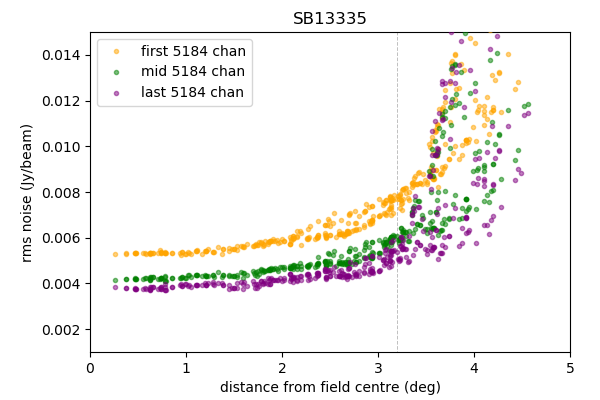 SB13335
first 5184 chan
mid 5184 chan
last 5184 chan
rms noise (Jy/beam)
0.014
0.012
0.010
0.008
0.006
0.004
0.002
0 1 2 3 4 5
distance from field centre (deg)